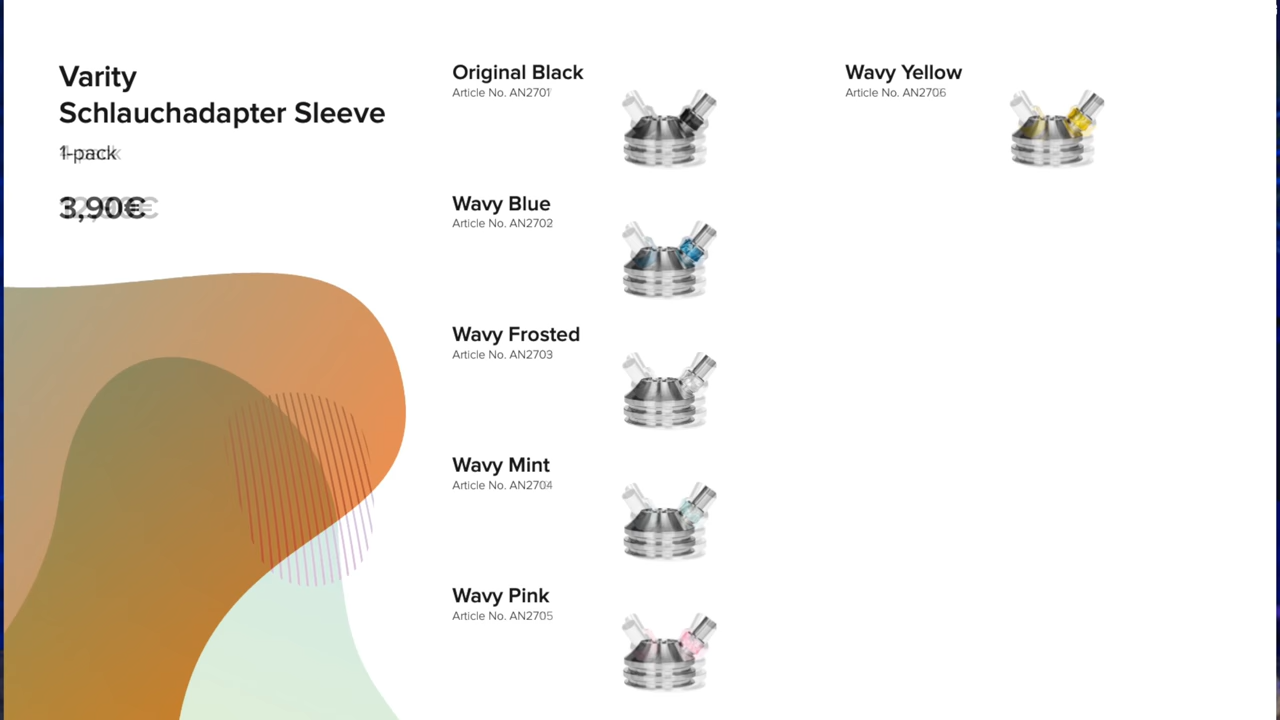 Varity
Schlauchadapter Sleeve
1-pack
3,90€
Original Black
Article No. AN2701
Wavy Blue
Article No. AN2702
Wavy Frosted
Article No. AN2703
Wavy Mint
Article No. AN2704
Wavy Pink
Article No. AN2705
Wavy Yellow
Article No. AN2706